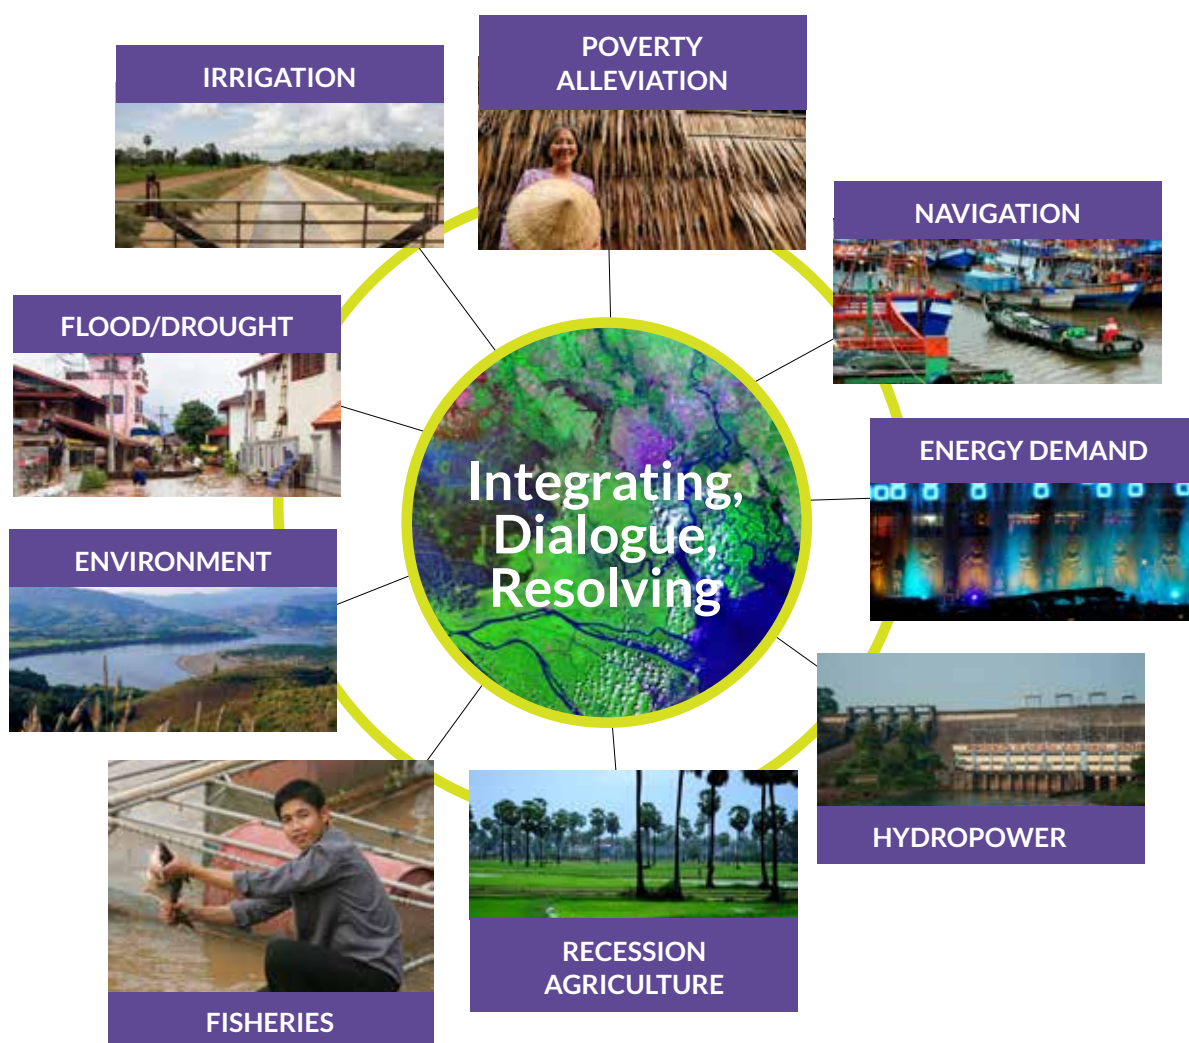 POVERTY
ALLEVIATION
IRRIGATION
NAVIGATION
FLOOD/DROUGHT
ENERGY DEMAND
Integrating,
Dialogue,
Resolving
ENVIRONMENT
HYDROPOWER
RECESSION
AGRICULTURE
FISHERIES